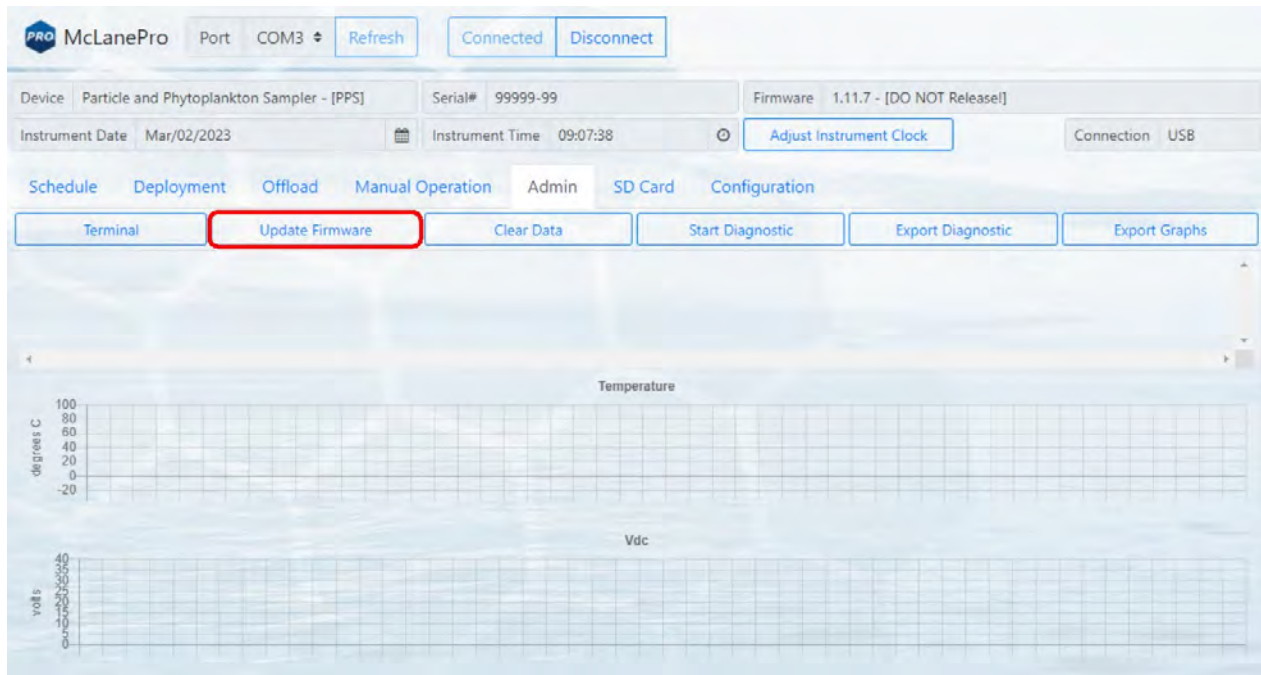 PRO McLanePro Port COM3 Refresh Connected Disconnect
Device Particle and Phytoplankton Sampler - [PPS] Serial# 99999-99 Firmware 1.11.7 - [DO NOT Release!]
Instrument Date Mar/02/2023 Instrument Time 09:07:38 Adjust Instrument Clock Connection USB
Schedule Deployment Offload Manual Operation Admin SD Card Configuration
Terminal Update Firmware Clear Data Start Diagnostic Export Diagnostic Export Graphs
Temperature
degrees C
100
80
60
40
20
0
-20
Vdc
volts
40
35
30
25
20
15
10
5
0